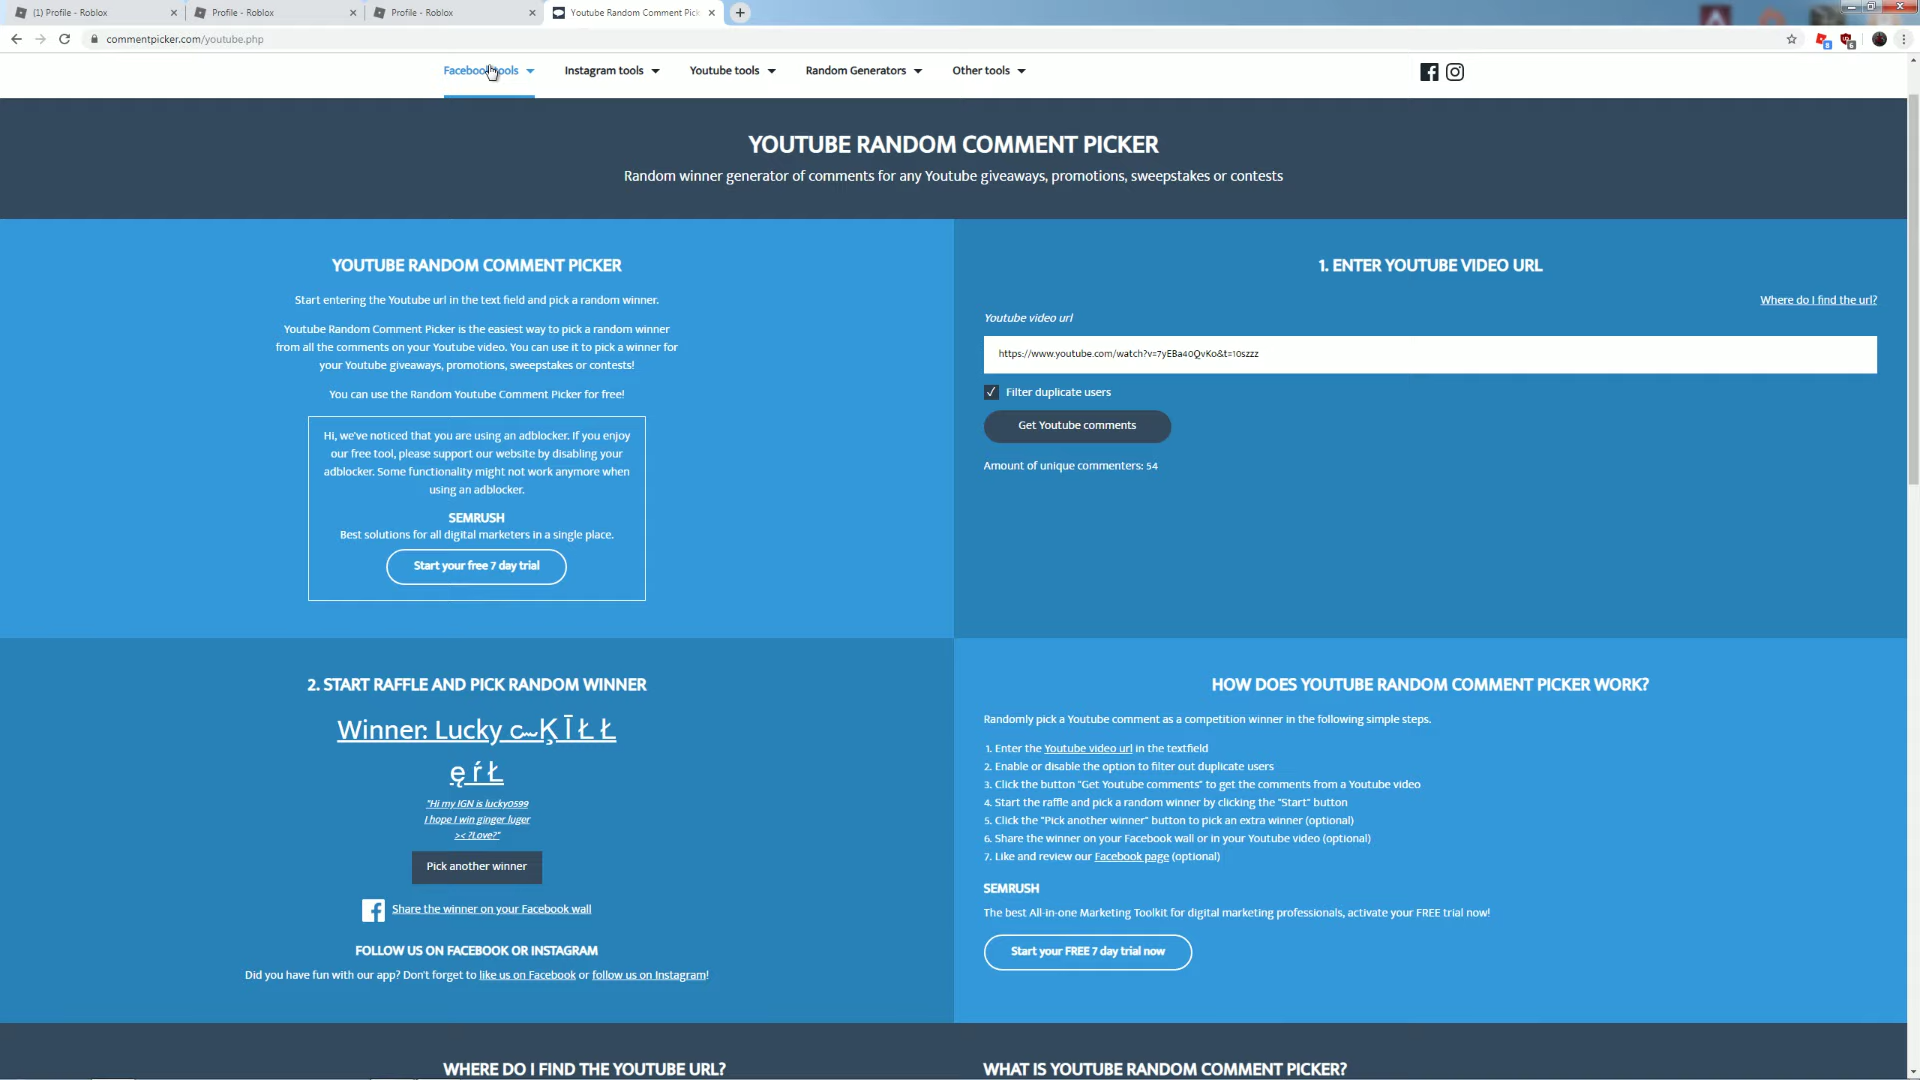 (1) Profile - Roblox
Profile - Roblox
Profile - Roblox
Youtube Random Comment Pick
commentpicker.com/youtube.php
8
6
Facebook tools
Instagram tools
Youtube tools
Random Generators
Other tools
YOUTUBE RANDOM COMMENT PICKER
Random winner generator of comments for any Youtube giveaways, promotions, sweepstakes or contests
YOUTUBE RANDOM COMMENT PICKER
Start entering the Youtube url in the text field and pick a random winner.
Youtube Random Comment Picker is the easiest way to pick a random winner
from all the comments on your Youtube video. You can use it to pick a winner for
your Youtube giveaways, promotions, sweepstakes or contests!
You can use the Random Youtube Comment Picker for free!
Hi, we've noticed that you are using an adblocker. If you enjoy
our free tool, please support our website by disabling your
adblocker. Some functionality might not work anymore when
using an adblocker.
SEMRUSH
Best solutions for all digital marketers in a single place.
Start your free 7 day trial
1. ENTER YOUTUBE VIDEO URL
Where do I find the url?
Youtube video url
https://www.youtube.com/watch?v=7yEBa40QvKo&t=10szzz
Filter duplicate users
Get Youtube comments
Amount of unique commenters: 54
2. START RAFFLE AND PICK RANDOM WINNER
Winner: Lucky ـﮯĶ Ī Ł Ł
ę ŕ Ł
"Hi my IGN is lucky0599
I hope I win ginger luger
>< ?Love?"
Pick another winner
Share the winner on your Facebook wall
FOLLOW US ON FACEBOOK OR INSTAGRAM
Did you have fun with our app? Don't forget to like us on Facebook or follow us on Instagram!
HOW DOES YOUTUBE RANDOM COMMENT PICKER WORK?
Randomly pick a Youtube comment as a competition winner in the following simple steps.
1. Enter the Youtube video url in the textfield
2. Enable or disable the option to filter out duplicate users
3. Click the button "Get Youtube comments" to get the comments from a Youtube video
4. Start the raffle and pick a random winner by clicking the "Start" button
5. Click the "Pick another winner" button to pick an extra winner (optional)
6. Share the winner on your Facebook wall or in your Youtube video (optional)
7. Like and review our Facebook page (optional)
SEMRUSH
The best All-in-one Marketing Toolkit for digital marketing professionals, activate your FREE trial now!
Start your FREE 7 day trial now
WHERE DO I FIND THE YOUTUBE URL?
WHAT IS YOUTUBE RANDOM COMMENT PICKER?